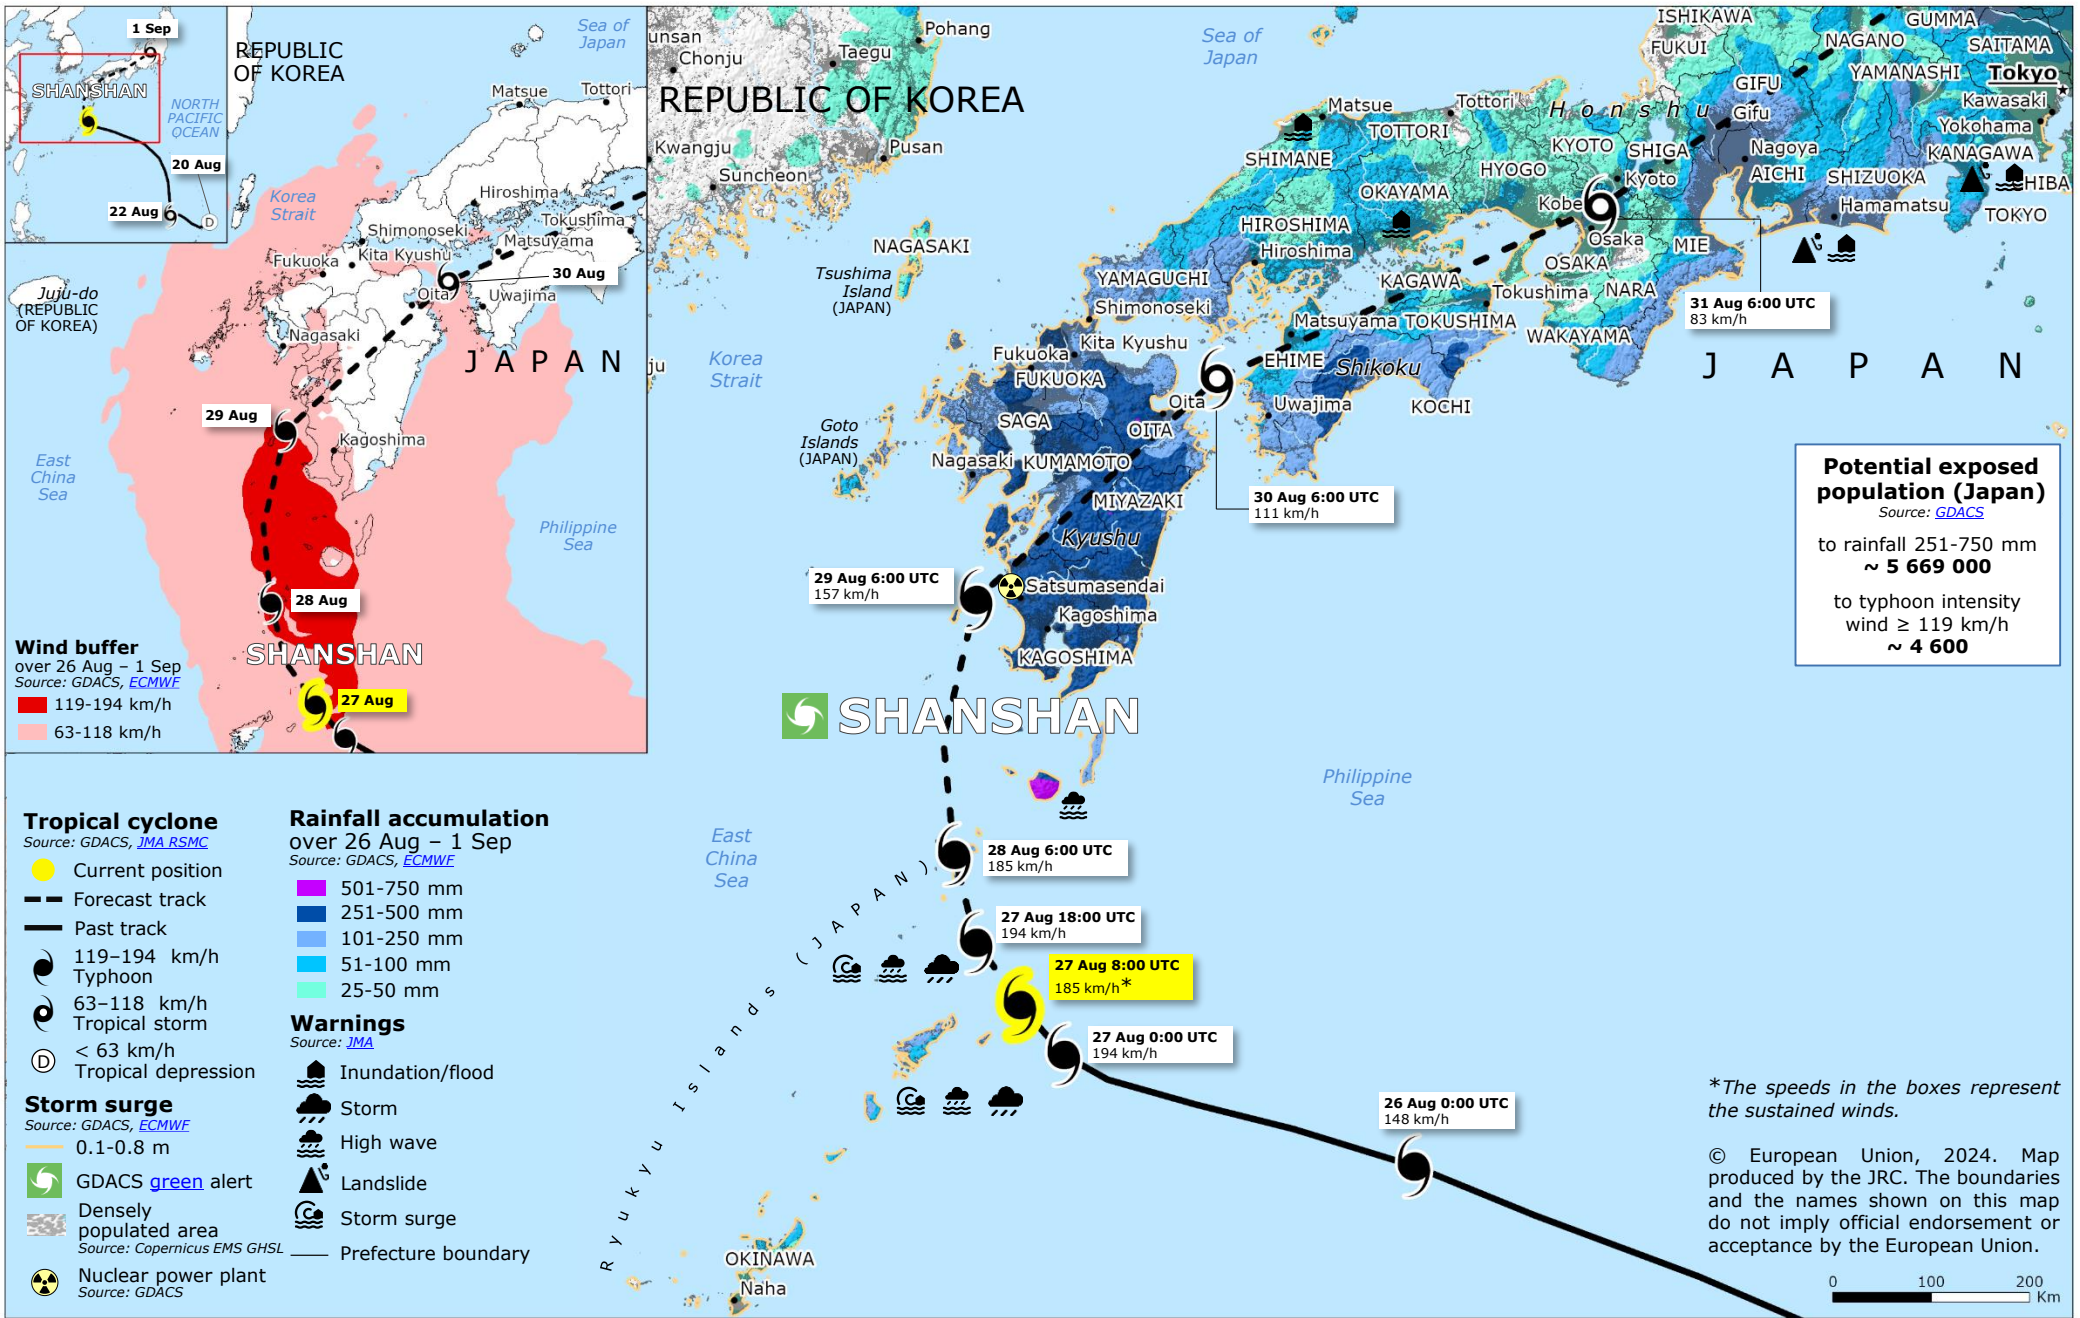 1 Sep
SHANSHAN
NORTH
PACIFIC
OCEAN
20 Aug
22 Aug
D
REPUBLIC
OF KOREA
Sea of
Japan
Matsue
Tottori
Korea
Strait
Hiroshima
Tokushima
Shimonoseki
Matsuyama
Fukuoka
Kita Kyushu
30 Aug
Oita
Uwajima
Juju-do
(REPUBLIC
OF KOREA)
Nagasaki
JAPAN
29 Aug
Kagoshima
East
China
Sea
Philippine
Sea
28 Aug
SHANSHAN
27 Aug
Wind buffer
over 26 Aug – 1 Sep
Source: GDACS, ECMWF
119-194 km/h
63-118 km/h
unsan
Chonju
Taegu
Pohang
REPUBLIC OF KOREA
Kwangju
Pusan
Suncheon
ju
Sea of
Japan
ISHIKAWA
FUKUI
GUMMA
NAGANO
SAITAMA
GIFU
YAMANASHI
Tokyo
Kawasaki
Gifu
Yokohama
Honshu
Matsue
Tottori
TOTTORI
SHIMANE
KYOTO
SHIGA
Nagoya
KANAGAWA
HYOGO
Kyoto
AICHI
SHIZUOKA
HIBA
OKAYAMA
Kobe
Hamamatsu
TOKYO
HIROSHIMA
Hiroshima
Osaka
MIE
OSAKA
NAGASAKI
Tsushima
Island
(JAPAN)
YAMAGUCHI
KAGAWA
Tokushima
NARA
Shimonoseki
Matsuyama
TOKUSHIMA
WAKAYAMA
31 Aug 6:00 UTC
83 km/h
Korea
Strait
Kita Kyushu
Fukuoka
FUKUOKA
EHIME
Shikoku
JAPAN
Oita
Uwajima
KOCHI
SAGA
OITA
Goto
Islands
(JAPAN)
Nagasaki
KUMAMOTO
MIYAZAKI
30 Aug 6:00 UTC
111 km/h
Kyushu
29 Aug 6:00 UTC
157 km/h
Satsumasendai
Kagoshima
KAGOSHIMA
SHANSHAN
Potential exposed
population (Japan)
Source: GDACS
to rainfall 251-750 mm
~ 5 669 000
to typhoon intensity
wind ≥ 119 km/h
~ 4 600
Philippine
Sea
East
China
Sea
28 Aug 6:00 UTC
185 km/h
27 Aug 18:00 UTC
194 km/h
27 Aug 8:00 UTC
185 km/h*
27 Aug 0:00 UTC
194 km/h
26 Aug 0:00 UTC
148 km/h
Ryukyu Islands (JAPAN)
OKINAWA
Naha
Tropical cyclone
Source: GDACS, JMA RSMC
Current position
Forecast track
Past track
119–194 km/h
Typhoon
63–118 km/h
Tropical storm
D
< 63 km/h
Tropical depression
Storm surge
Source: GDACS, ECMWF
0.1-0.8 m
GDACS green alert
Densely
populated area
Source: Copernicus EMS GHSL
Nuclear power plant
Source: GDACS
Rainfall accumulation
over 26 Aug – 1 Sep
Source: GDACS, ECMWF
501-750 mm
251-500 mm
101-250 mm
51-100 mm
25-50 mm
Warnings
Source: JMA
Inundation/flood
Storm
High wave
Landslide
Storm surge
Prefecture boundary
*The speeds in the boxes represent
the sustained winds.
© European Union, 2024. Map
produced by the JRC. The boundaries
and the names shown on this map
do not imply official endorsement or
acceptance by the European Union.
0 100 200
Km